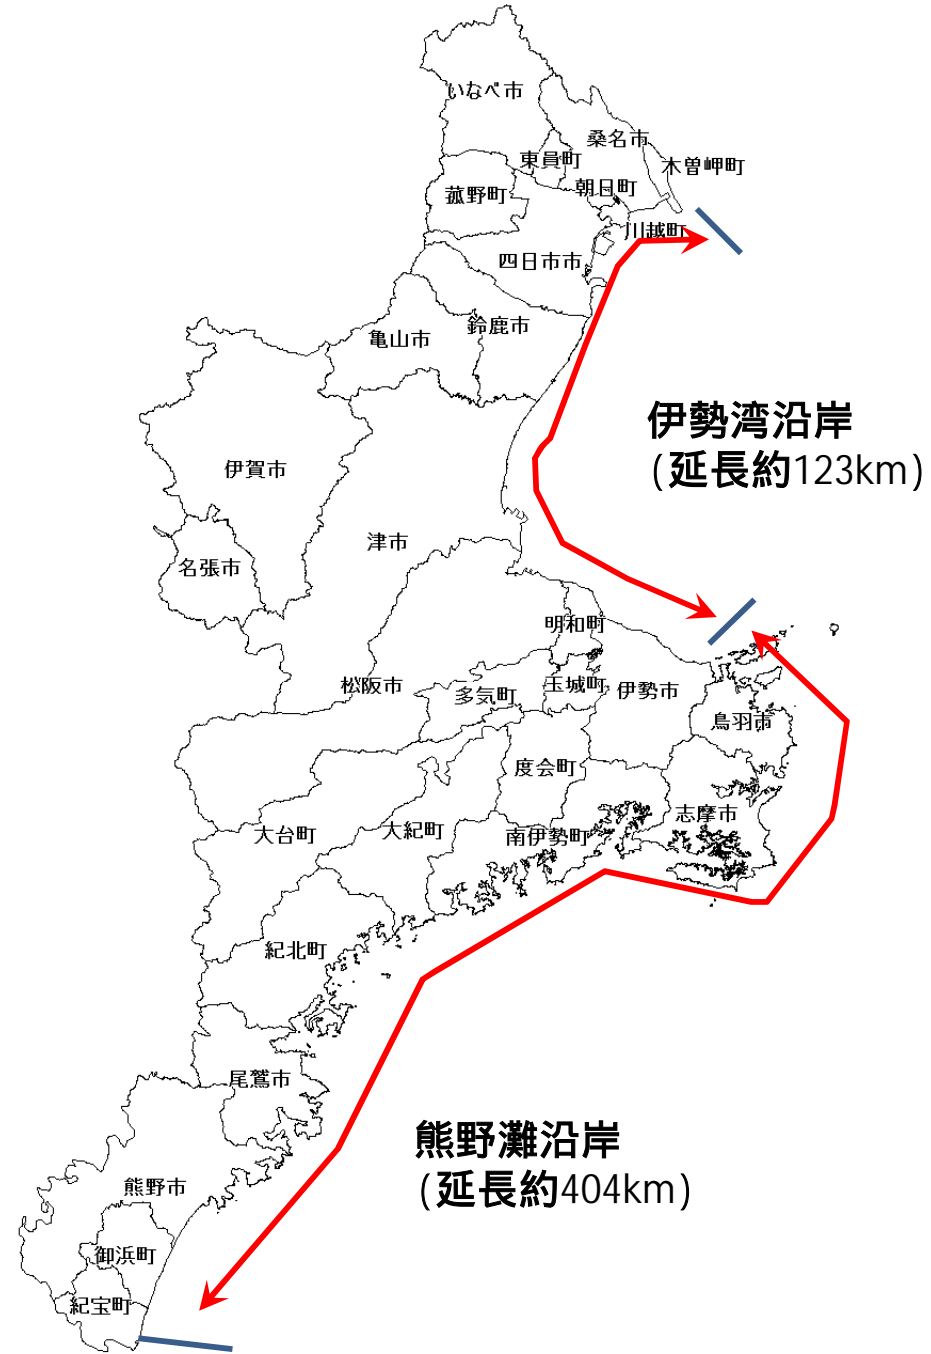 いなべ市
桑名市
東員町
木曽岬町
朝日町
菰野町
川越町
四日市市
鈴鹿市
亀山市
伊勢湾沿岸
(延長約123km)
伊賀市
津市
名張市
明和町
松阪市
多気町
玉城町
伊勢市
鳥羽市
度会町
志摩市
大台町
大紀町
南伊勢町
紀北町
尾鷲市
熊野灘沿岸
(延長約404km)
熊野市
御浜町
紀宝町